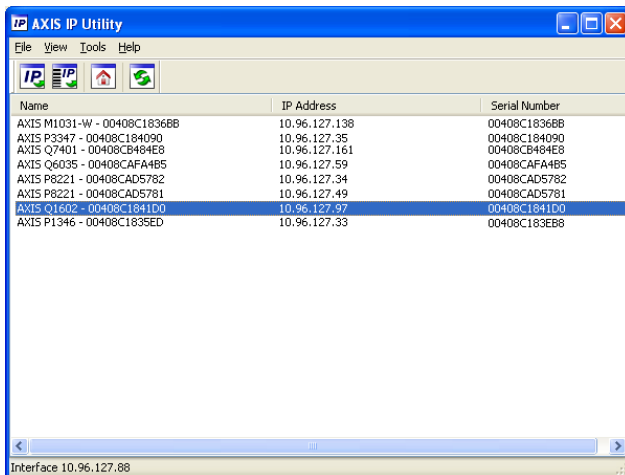 IP AXIS IP Utility
File View Tools Help
IP IP
Name IP Address Serial Number
AXIS M1031-W - 00408C1836BB 10.96.127.138 00408C1836BB
AXIS P3347 - 00408C184090 10.96.127.35 00408C184090
AXIS Q7401 - 00408CB484E8 10.96.127.161 00408CB484E8
AXIS Q6035 - 00408CAFA4B5 10.96.127.59 00408CAFA4B5
AXIS P8221 - 00408CAD5782 10.96.127.34 00408CAD5782
AXIS P8221 - 00408CAD5781 10.96.127.49 00408CAD5781
AXIS Q1602 - 00408C1841D0 10.96.127.97 00408C1841D0
AXIS P1346 - 00408C1835ED 10.96.127.33 00408C183EB8
Interface 10.96.127.88